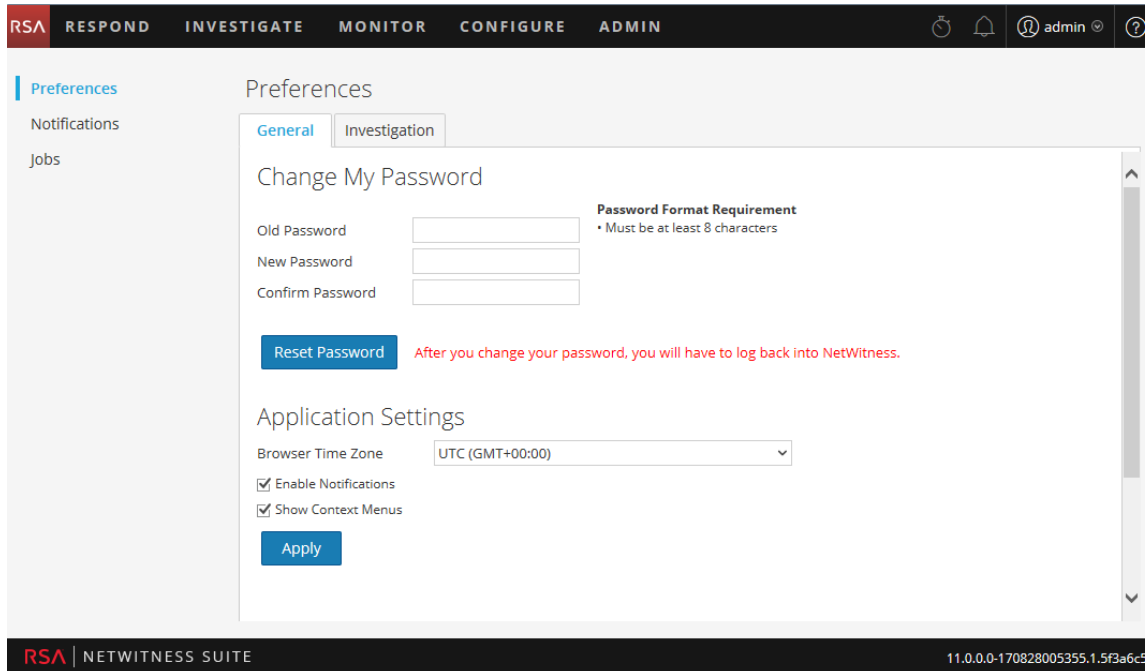 RSA RESPOND INVESTIGATE MONITOR CONFIGURE ADMIN admin ?
Preferences
Notifications
Jobs
Preferences
General Investigation
Change My Password
Password Format Requirement
• Must be at least 8 characters
Old Password
New Password
Confirm Password
Reset Password After you change your password, you will have to log back into NetWitness.
Application Settings
Browser Time Zone UTC (GMT+00:00)
Enable Notifications
Show Context Menus
Apply
RSA | NETWITNESS SUITE 11.0.0.0-170828005355.1.5f3a6c5